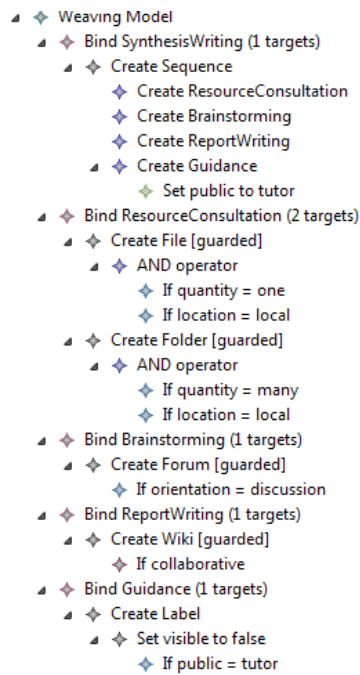 Weaving Model
Bind SynthesisWriting (1 targets)
Create Sequence
Create ResourceConsultation
Create Brainstorming
Create ReportWriting
Create Guidance
Set public to tutor
Bind ResourceConsultation (2 targets)
Create File [guarded]
AND operator
If quantity = one
If location = local
Create Folder [guarded]
AND operator
If quantity = many
If location = local
Bind Brainstorming (1 targets)
Create Forum [guarded]
If orientation = discussion
Bind ReportWriting (1 targets)
Create Wiki [guarded]
If collaborative
Bind Guidance (1 targets)
Create Label
Set visible to false
If public = tutor